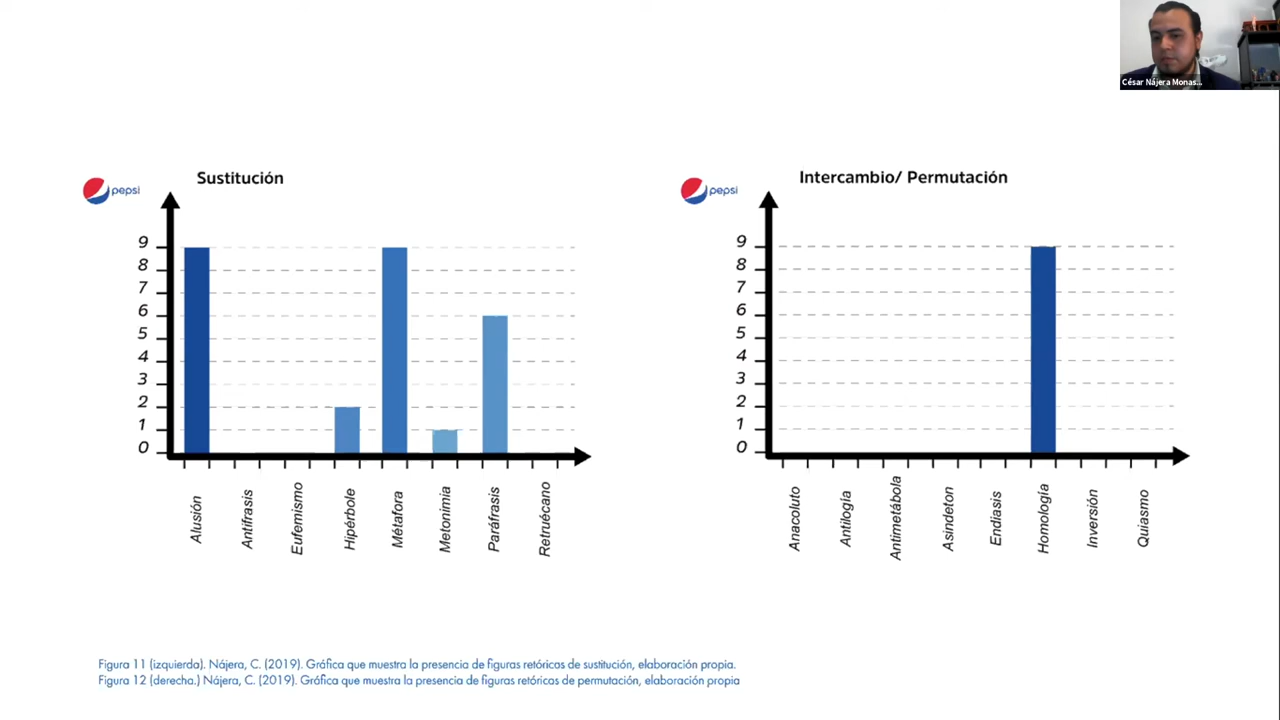 César Nájera Monas...
pepsi
Sustitución
9
8
7
6
5
4
3
2
1
0
Alusión
Antífrasis
Eufemismo
Hipérbole
Métafora
Metonimia
Paráfrasis
Retruécano
pepsi
Intercambio/ Permutación
9
8
7
6
5
4
3
2
1
0
Anacoluto
Antilogía
Antimetábola
Asíndeton
Endiasis
Homología
Inversión
Quiasmo
Figura 11 (izquierda). Nájera, C. (2019). Gráfica que muestra la presencia de figuras retóricas de sustitución, elaboración propia.
Figura 12 (derecha.) Nájera, C. (2019). Gráfica que muestra la presencia de figuras retóricas de permutación, elaboración propia